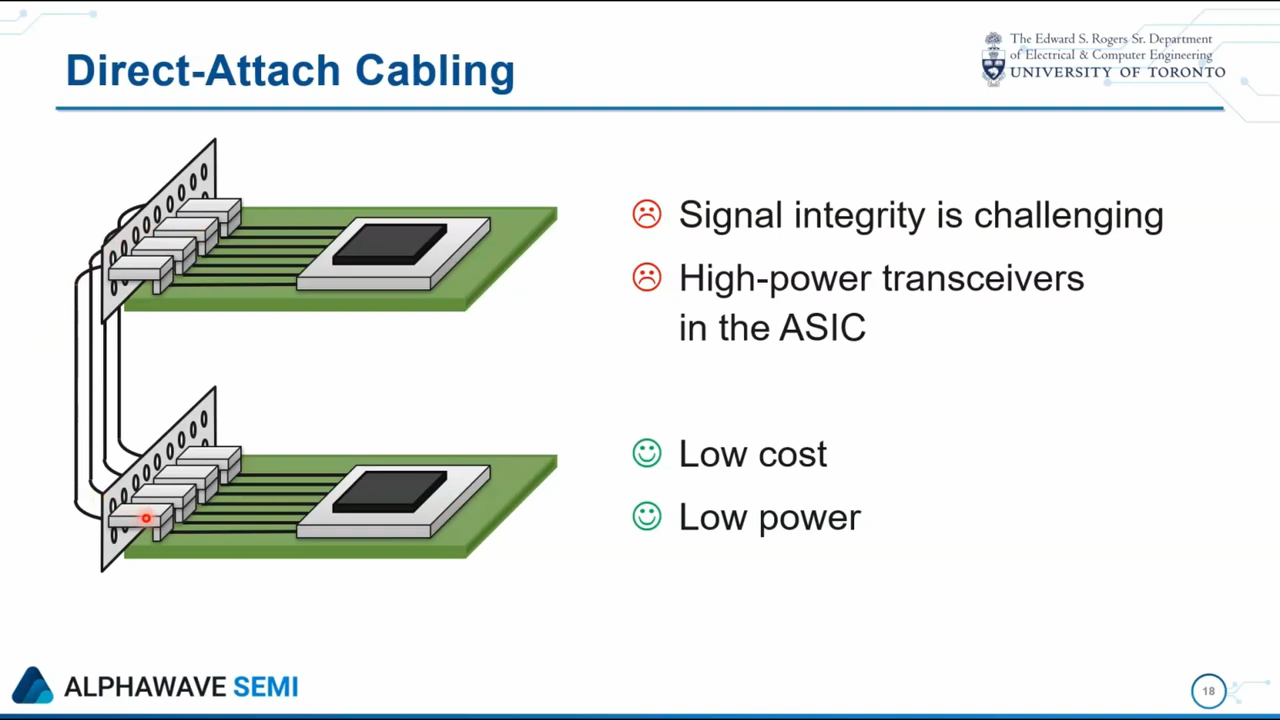 Direct-Attach Cabling
The Edward S. Rogers Sr. Department
of Electrical & Computer Engineering
UNIVERSITY OF TORONTO
Signal integrity is challenging
High-power transceivers
in the ASIC
Low cost
Low power
ALPHAWAVE SEMI
18